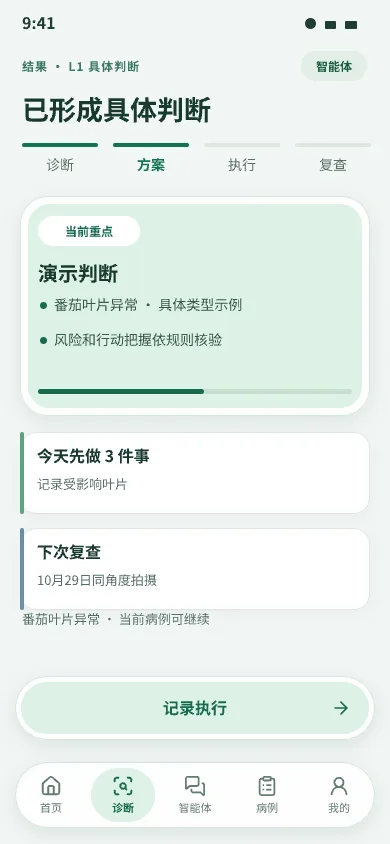 9:41
结果 · L1 具体判断
智能体
已形成具体判断
诊断
方案
执行
复查
当前重点
演示判断
番茄叶片异常 · 具体类型示例
风险和行动把握依规则核验
今天先做 3 件事
记录受影响叶片
下次复查
10月29日同角度拍摄
番茄叶片异常 · 当前病例可继续
记录执行
首页
诊断
智能体
病例
我的